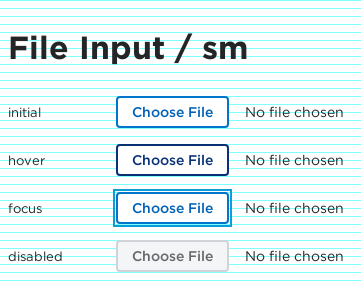 File Input / sm
initial Choose File No file chosen
hover Choose File No file chosen
focus Choose File No file chosen
disabled Choose File No file chosen